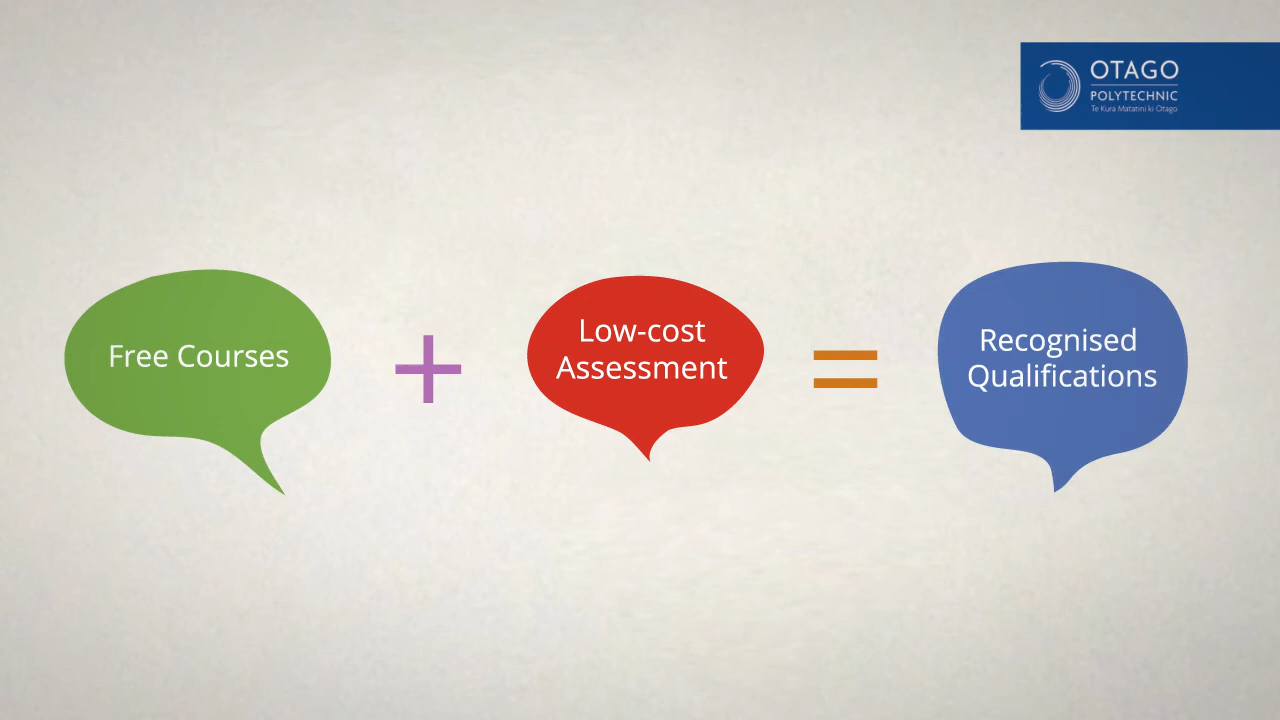 OTAGO
POLYTECHNIC
Te Kura Matatini ki Otago
Free Courses
+
Low-cost
Assessment
=
Recognised
Qualifications